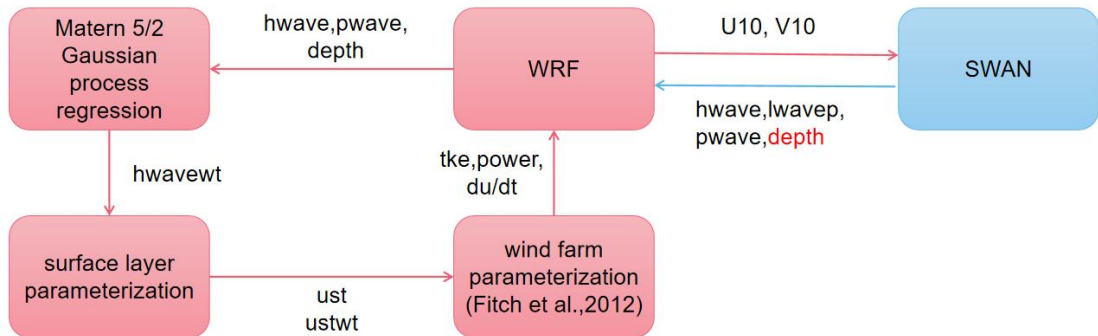 Matern 5/2
Gaussian
process
regression
hwave,pwave,
depth
WRF
U10, V10
SWAN
hwave,lwavep,
pwave,depth
hwavewt
tke,power,
du/dt
surface layer
parameterization
ust
ustwt
wind farm
parameterization
(Fitch et al.,2012)